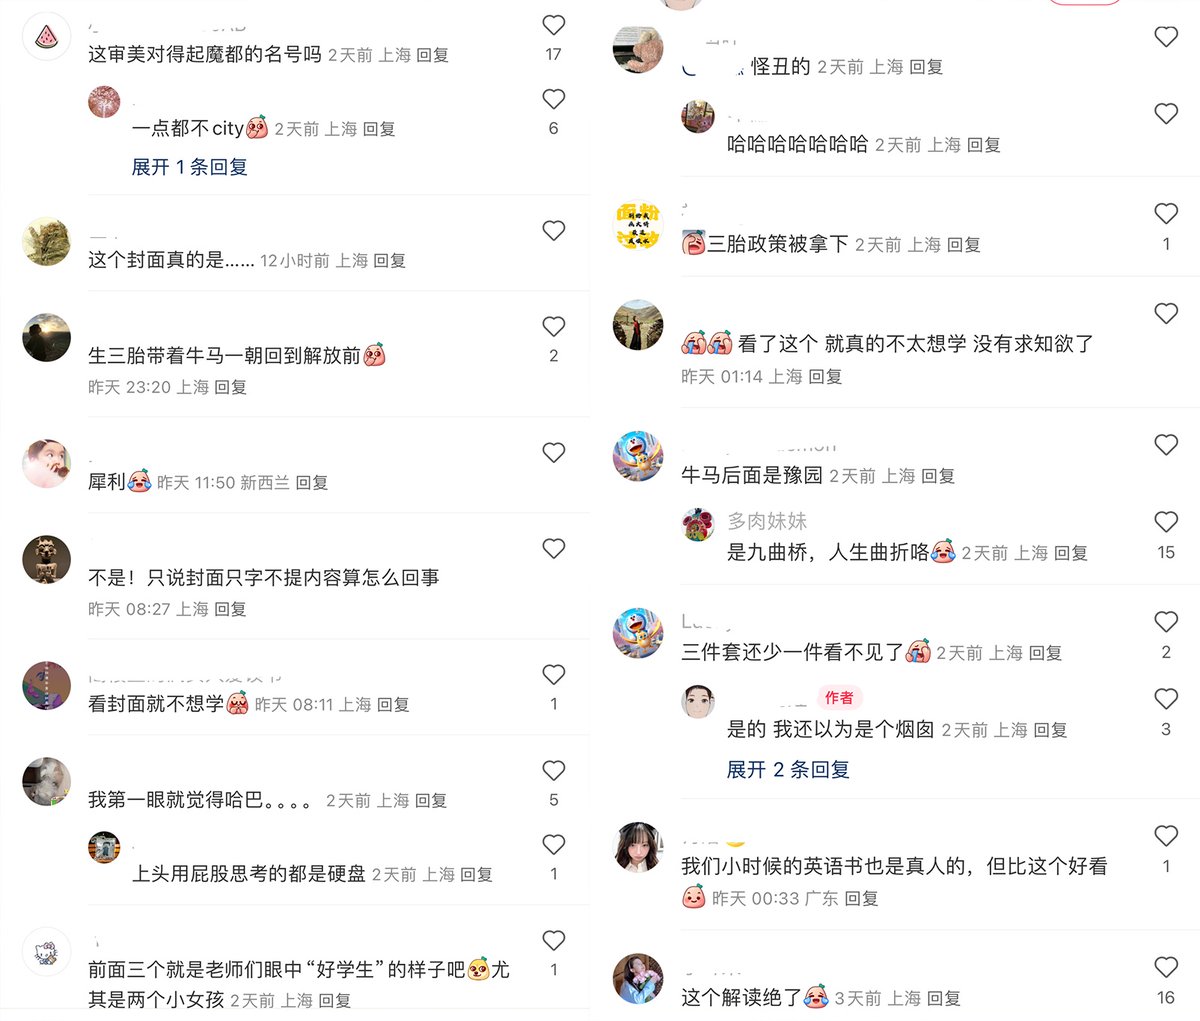 这审美对得起魔都的名号吗 2天前 上海 回复
17
一点都不city 2天前 上海 回复
6
展开 1 条回复
这个封面真的是…… 12小时前 上海 回复
生三胎带着牛马一朝回到解放前
2
昨天 23:20 上海 回复
犀利 昨天 11:50 新西兰 回复
不是！只说封面只字不提内容算怎么回事
昨天 08:27 上海 回复
看封面就不想学 昨天 08:11 上海 回复
1
我第一眼就觉得哈巴。。。。 2天前 上海 回复
5
上头用屁股思考的都是硬盘 2天前 上海 回复
1
前面三个就是老师们眼中“好学生”的样子吧尤
1
其是两个小女孩 2天前 上海 回复
怪丑的 2天前 上海 回复
哈哈哈哈哈哈哈 2天前 上海 回复
三胎政策被拿下 2天前 上海 回复
1
看了这个 就真的不太想学 没有求知欲了
昨天 01:14 上海 回复
牛马后面是豫园 2天前 上海 回复
多肉妹妹
是九曲桥，人生曲折咯 2天前 上海 回复
15
三件套还少一件看不见了 2天前 上海 回复
2
作者
是的 我还以为是个烟囱 2天前 上海 回复
3
展开 2 条回复
我们小时候的英语书也是真人的，但比这个好看
1
昨天 00:33 广东 回复
这个解读绝了 3天前 上海 回复
16